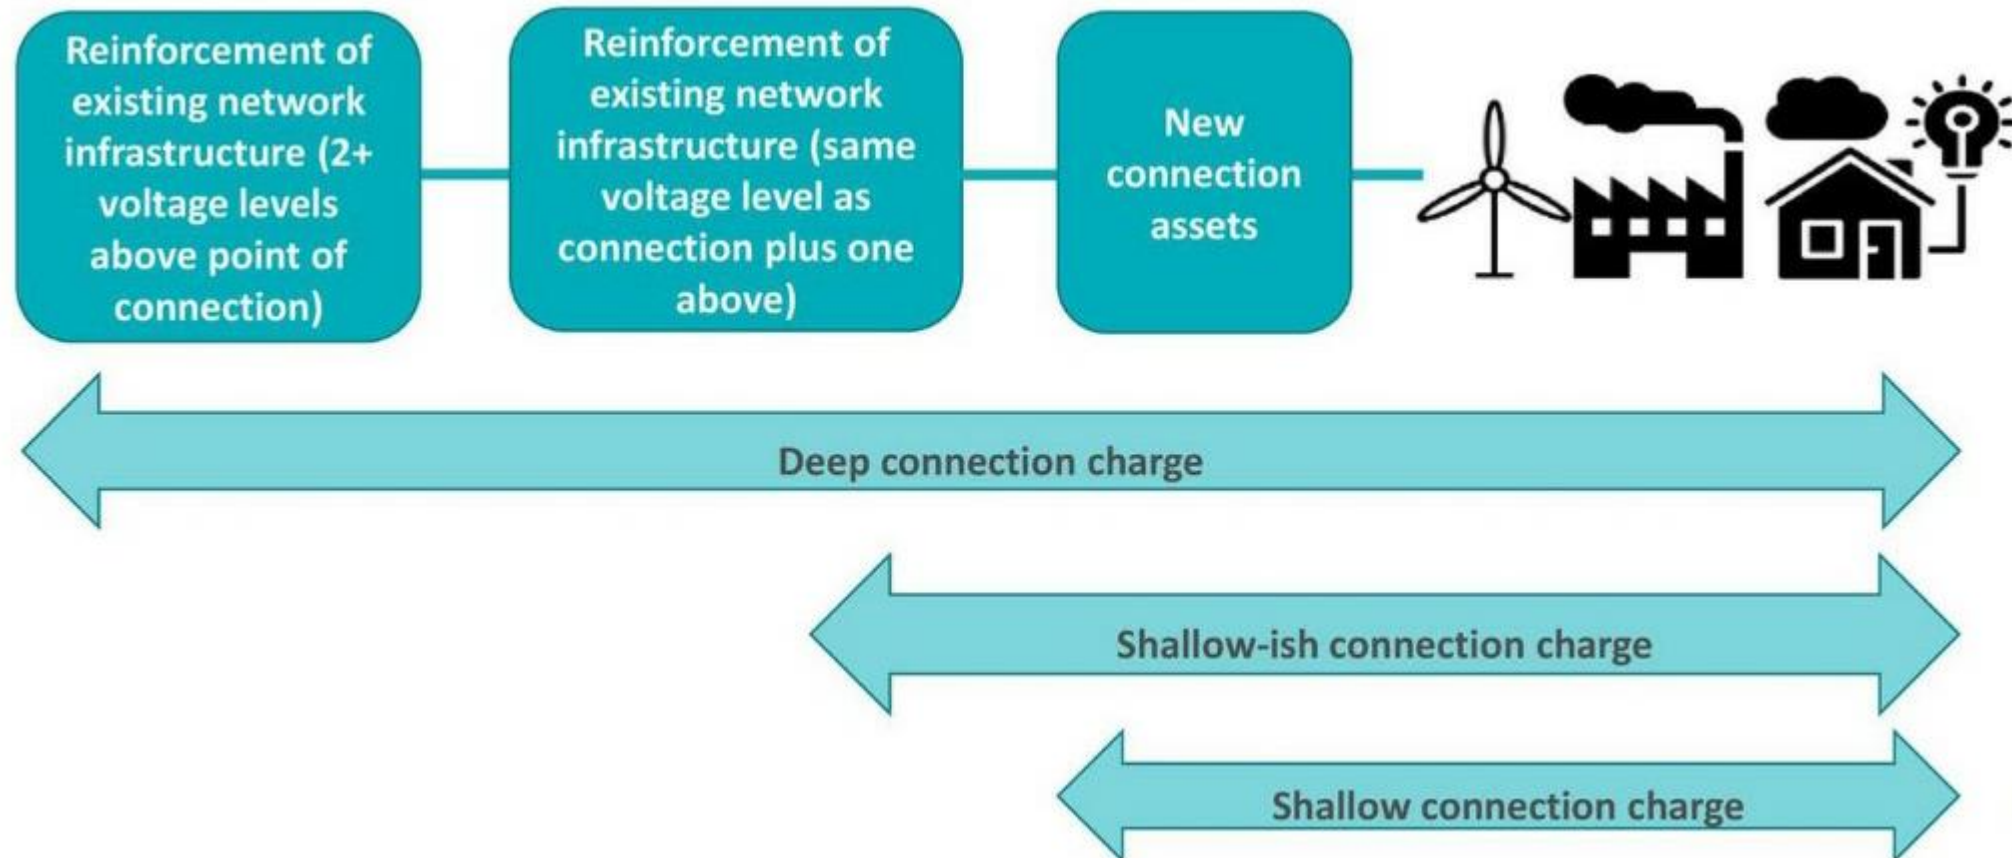 Reinforcement of
existing network
infrastructure (2+
voltage levels
above point of
connection)
Reinforcement of
existing network
infrastructure (same
voltage level as
connection plus one
above)
New
connection
assets
Deep connection charge
Shallow-ish connection charge
Shallow connection charge